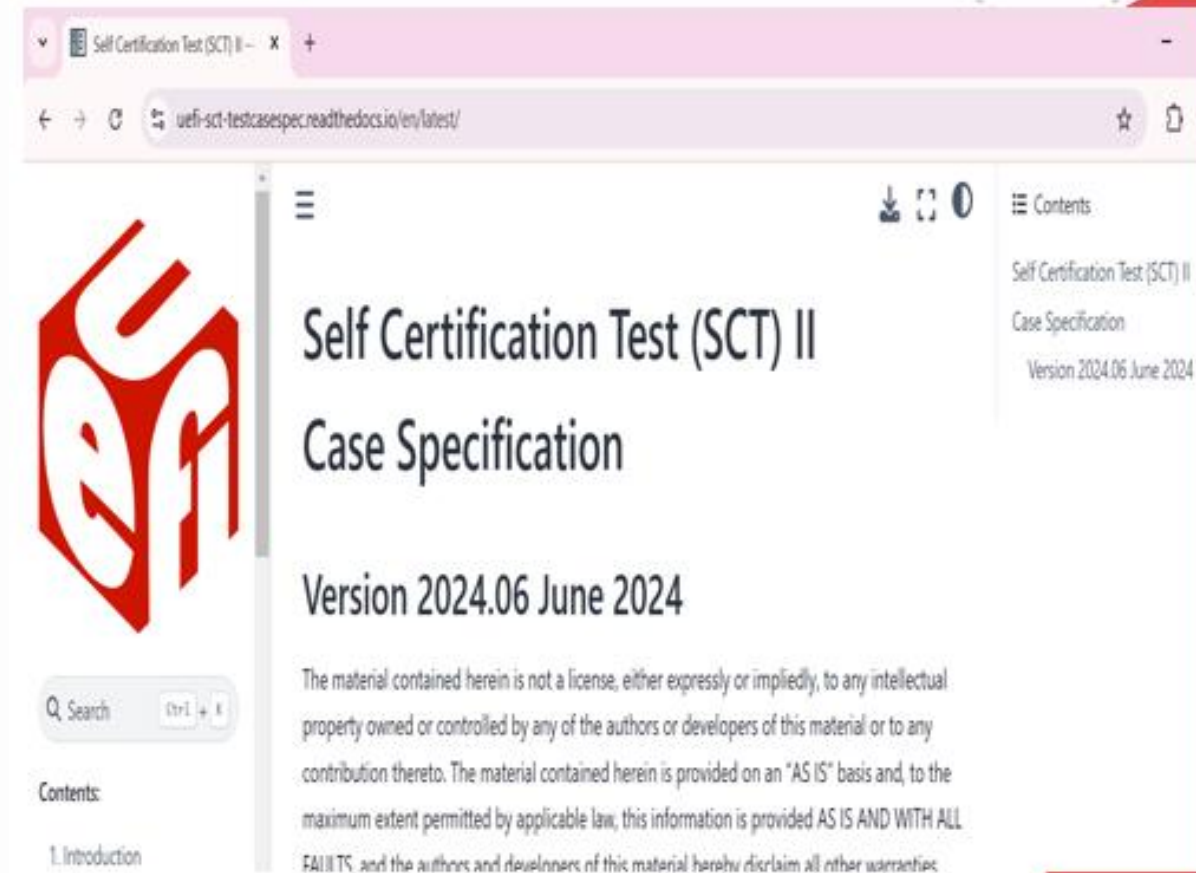 Self Certification Test (SCT) II —
uefi-sct-testcasespec.readthedocs.io/en/latest/
UEFI
Search Ctrl + K
Contents:
1. Introduction
Self Certification Test (SCT) II
Case Specification
Version 2024.06 June 2024
The material contained herein is not a license, either expressly or impliedly, to any intellectual
property owned or controlled by any of the authors or developers of this material or to any
contribution thereto. The material contained herein is provided on an "AS IS" basis and, to the
maximum extent permitted by applicable law, this information is provided AS IS AND WITH ALL
FAULTS, and the authors and developers of this material hereby disclaim all other warranties
Contents
Self Certification Test (SCT) II
Case Specification
Version 2024.06 June 2024